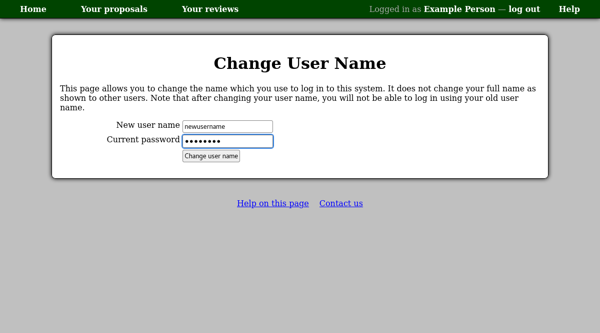 Home Your proposals Your reviews Logged in as Example Person — log out Help
Change User Name
This page allows you to change the name which you use to log in to this system. It does not change your full name as
shown to other users. Note that after changing your user name, you will not be able to log in using your old user
name.
New user name newusername
Current password ••••••••
Change user name
Help on this page Contact us